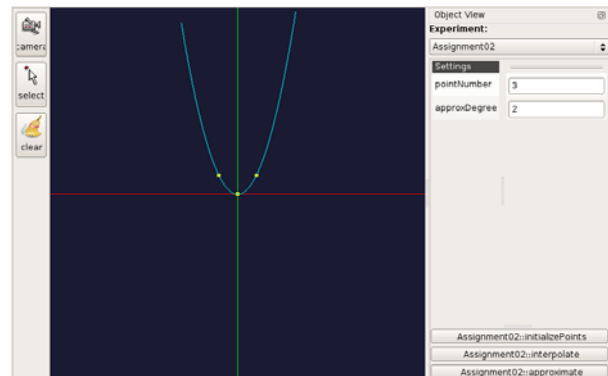 Object View
Experiment:
camera
Assignment02
Settings
select
pointNumber 3
approxDegree 2
clear
Assignment02::initializePoints
Assignment02::interpolate
Assignment02::approximate